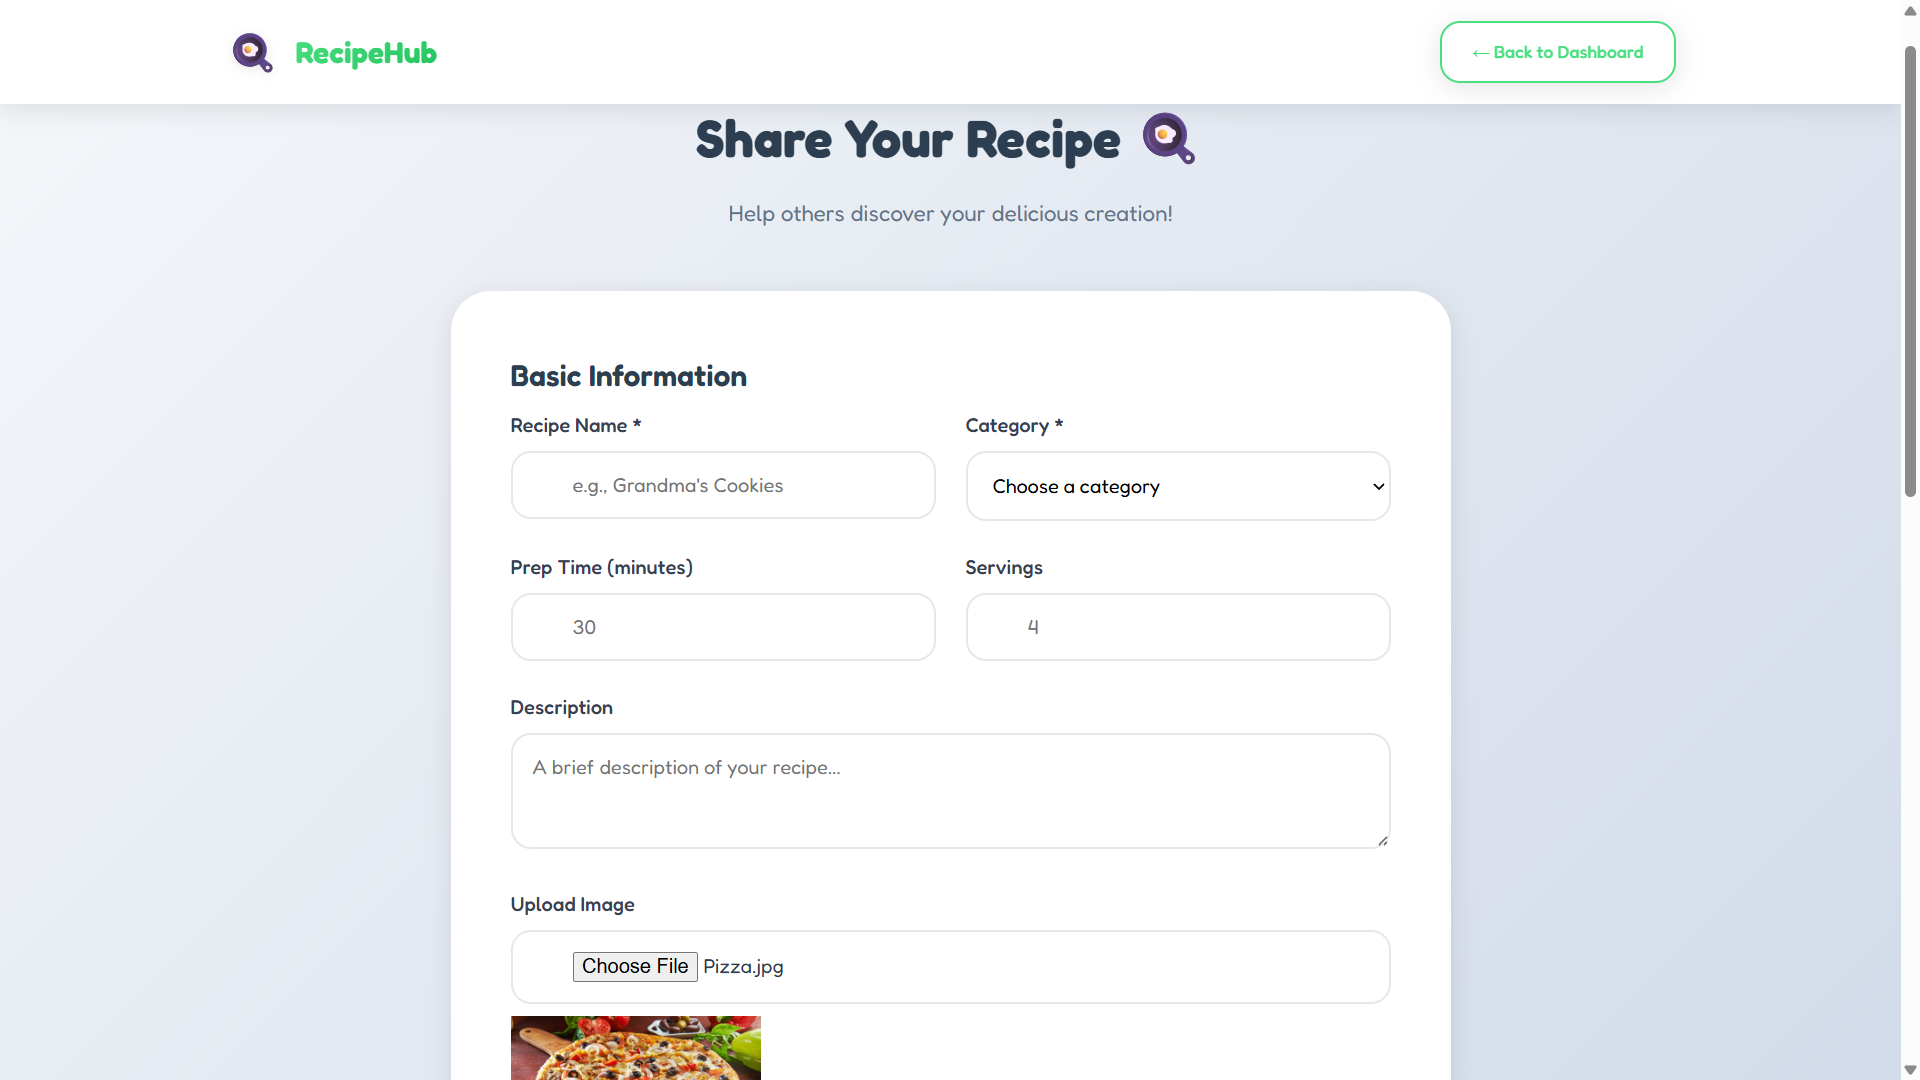 RecipeHub
← Back to Dashboard
Share Your Recipe
Help others discover your delicious creation!
Basic Information
Recipe Name *
Category *
e.g., Grandma's Cookies
Choose a category
Prep Time (minutes)
Servings
30
4
Description
A brief description of your recipe...
Upload Image
Choose File Pizza.jpg